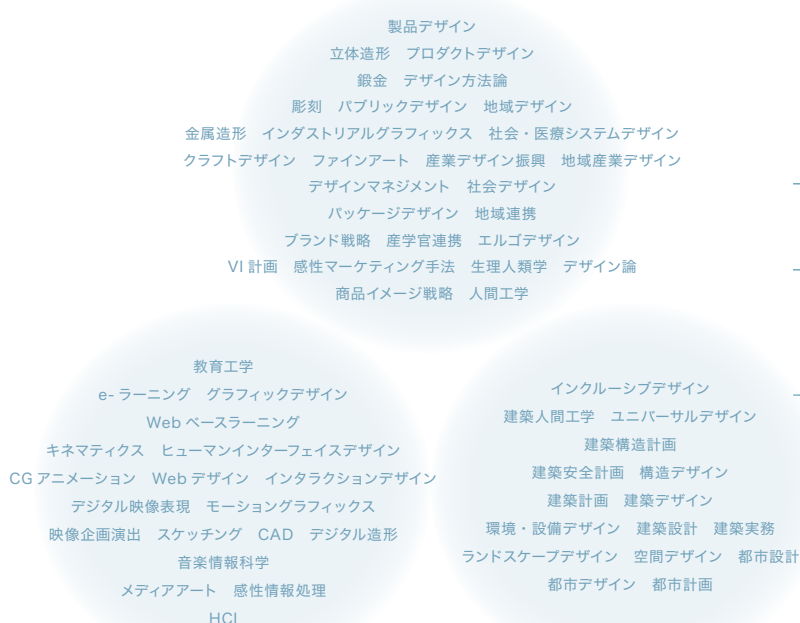 製品デザイン
立体造形　プロダクトデザイン
鍛金　デザイン方法論
彫刻　パブリックデザイン　地域デザイン
金属造形　インダストリアルグラフィックス　社会・医療システムデザイン
クラフトデザイン　ファインアート　産業デザイン振興　地域産業デザイン
デザインマネジメント　社会デザイン
パッケージデザイン　地域連携
ブランド戦略　産学官連携　エルゴデザイン
VI 計画　感性マーケティング手法　生理人類学　デザイン論
商品イメージ戦略　人間工学
教育工学
e- ラーニング　グラフィックデザイン
Web ベースラーニング
キネマティクス　ヒューマンインターフェイスデザイン
CG アニメーション　Web デザイン　インタラクションデザイン
デジタル映像表現　モーショングラフィックス
映像企画演出　スケッチング　CAD　デジタル造形
音楽情報科学
メディアアート　感性情報処理
HCI
インクルーシブデザイン
建築人間工学　ユニバーサルデザイン
建築構造計画
建築安全計画　構造デザイン
建築計画　建築デザイン
環境・設備デザイン　建築設計　建築実務
ランドスケープデザイン　空間デザイン　都市設計
都市デザイン　都市計画